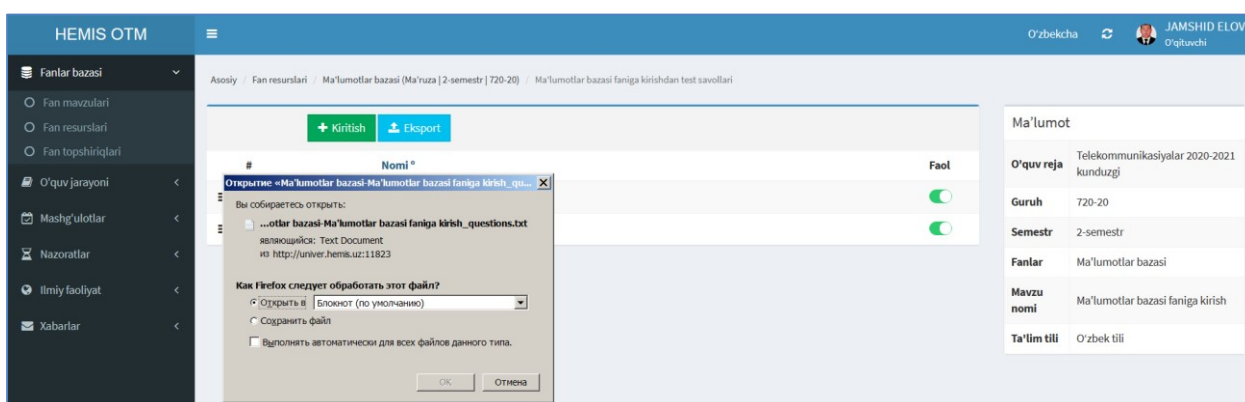 HEMIS OTM
O'zbekcha
JAMSHID ELOV
O'qituvchi
Fanlar bazasi
Fan mavzulari
Fan resurslari
Fan topshiriqlari
O'quv jarayoni
Mashg'ulotlar
Nazoratlar
Ilmiy faoliyat
Xabarlar
Asosiy / Fan resurslari / Ma'lumotlar bazasi (Ma'ruza | 2-semestr | 720-20) / Ma'lumotlar bazasi faniga kirishdan test savollari
+ Kiritish
Eksport
# Nomi Faol
Открытие «Ma'lumotlar bazasi-Ma'lumotlar bazasi faniga kirish_qu...
Вы собираетесь открыть:
...otlar bazasi-Ma'lumotlar bazasi faniga kirish_questions.txt
являющийся: Text Document
из http://univer.hemis.uz:11823
Как Firefox следует обработать этот файл?
Открыть в Блокнот (по умолчанию)
Сохранить файл
Выполнять автоматически для всех файлов данного типа.
OK Отмена
Ma'lumot
O'quv reja Telekommunikasiyalar 2020-2021
kunduzgi
Guruh 720-20
Semestr 2-semestr
Fanlar Ma'lumotlar bazasi
Mavzu
nomi Ma'lumotlar bazasi faniga kirish
Ta'lim tili O'zbek tili